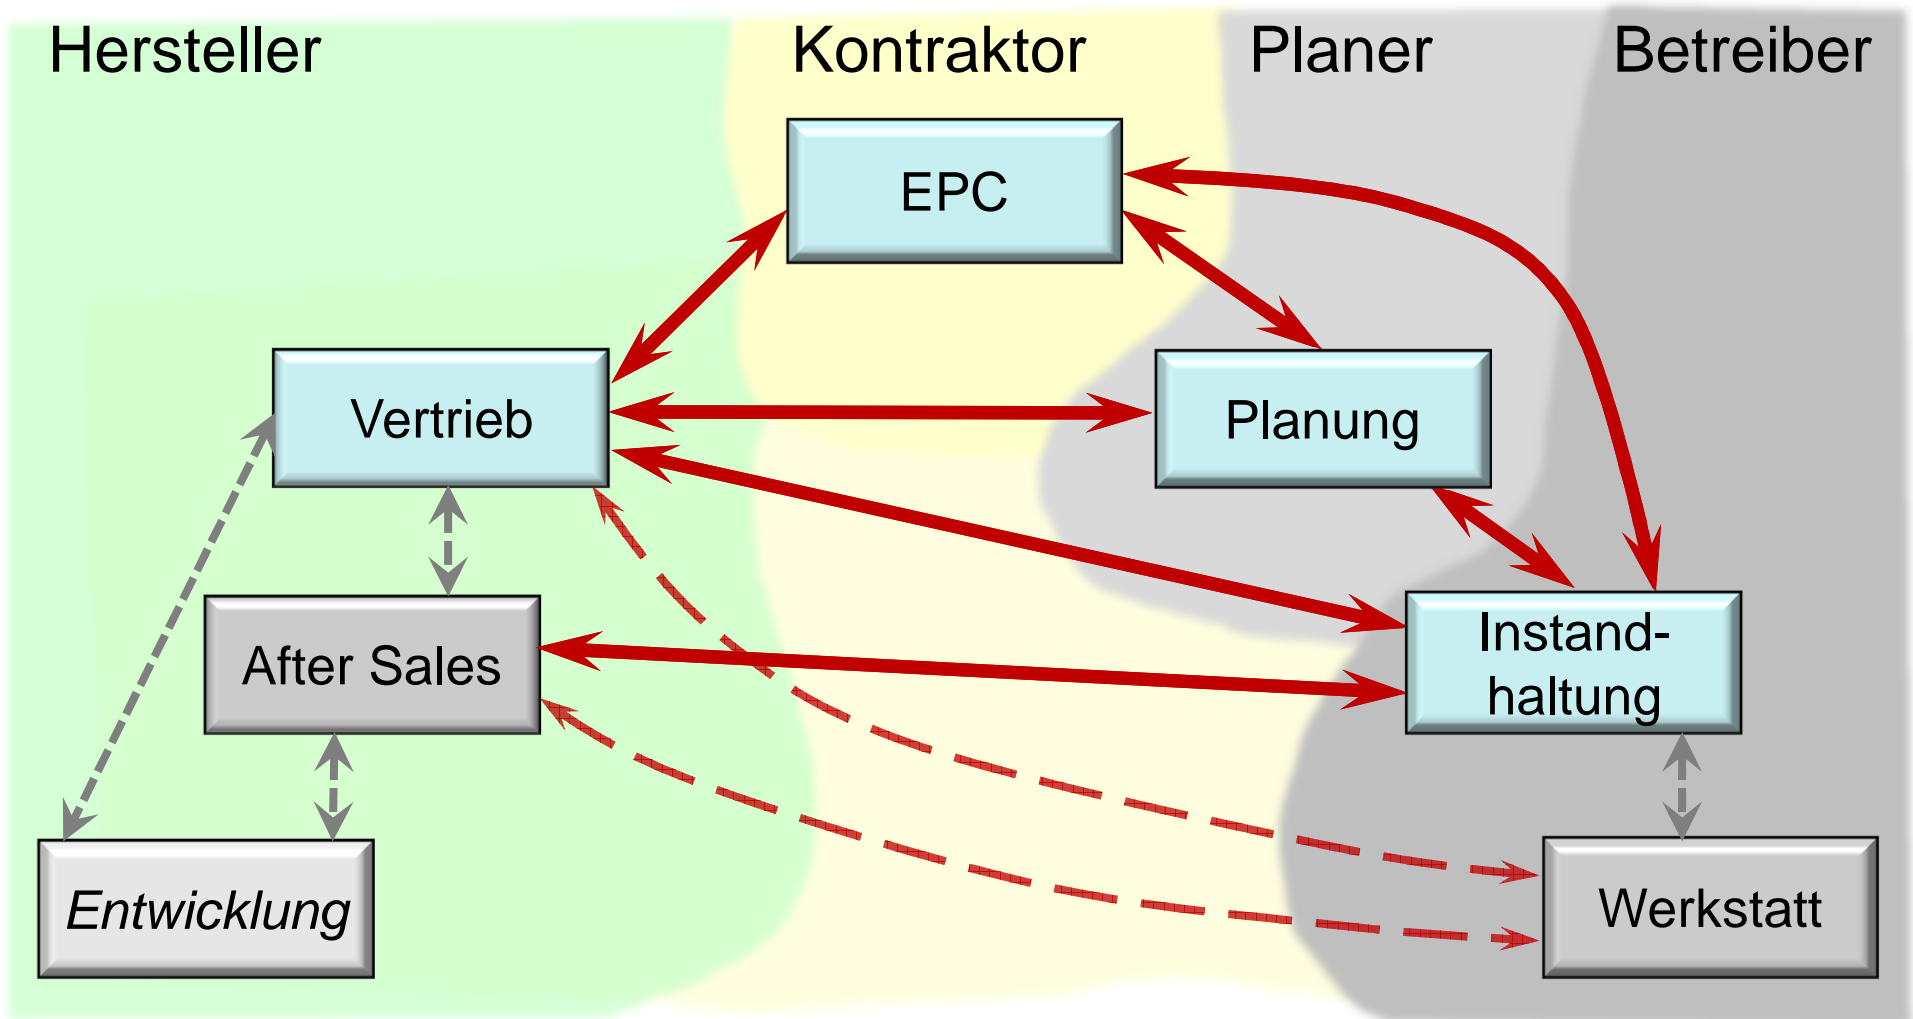 Hersteller
Kontraktor
Planer
Betreiber
EPC
Vertrieb
Planung
After Sales
Instand-
haltung
Entwicklung
Werkstatt